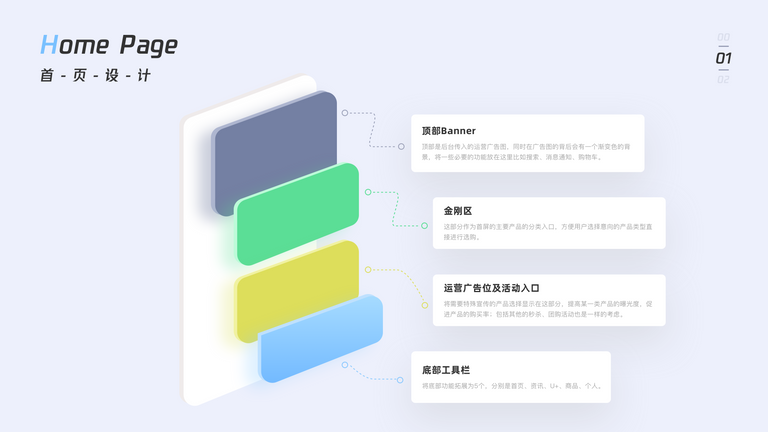 Home Page
首-页-设-计
00
01
02
顶部Banner
顶部是后台传入的运营广告图，同时在广告图的背后会有一个渐变色的背
景，将一些必要的功能放在这里比如搜索、消息通知、购物车。
金刚区
这部分作为首屏的主要产品的分类入口，方便用户选择意向的产品类型直
接进行选购。
运营广告位及活动入口
将需要特殊宣传的产品选择显示在这部分，提高某一类产品的曝光度，促
进产品的购买率；包括其他的秒杀、团购活动也是一样的考虑。
底部工具栏
将底部功能拓展为5个，分别是首页、资讯、U+、商品、个人。